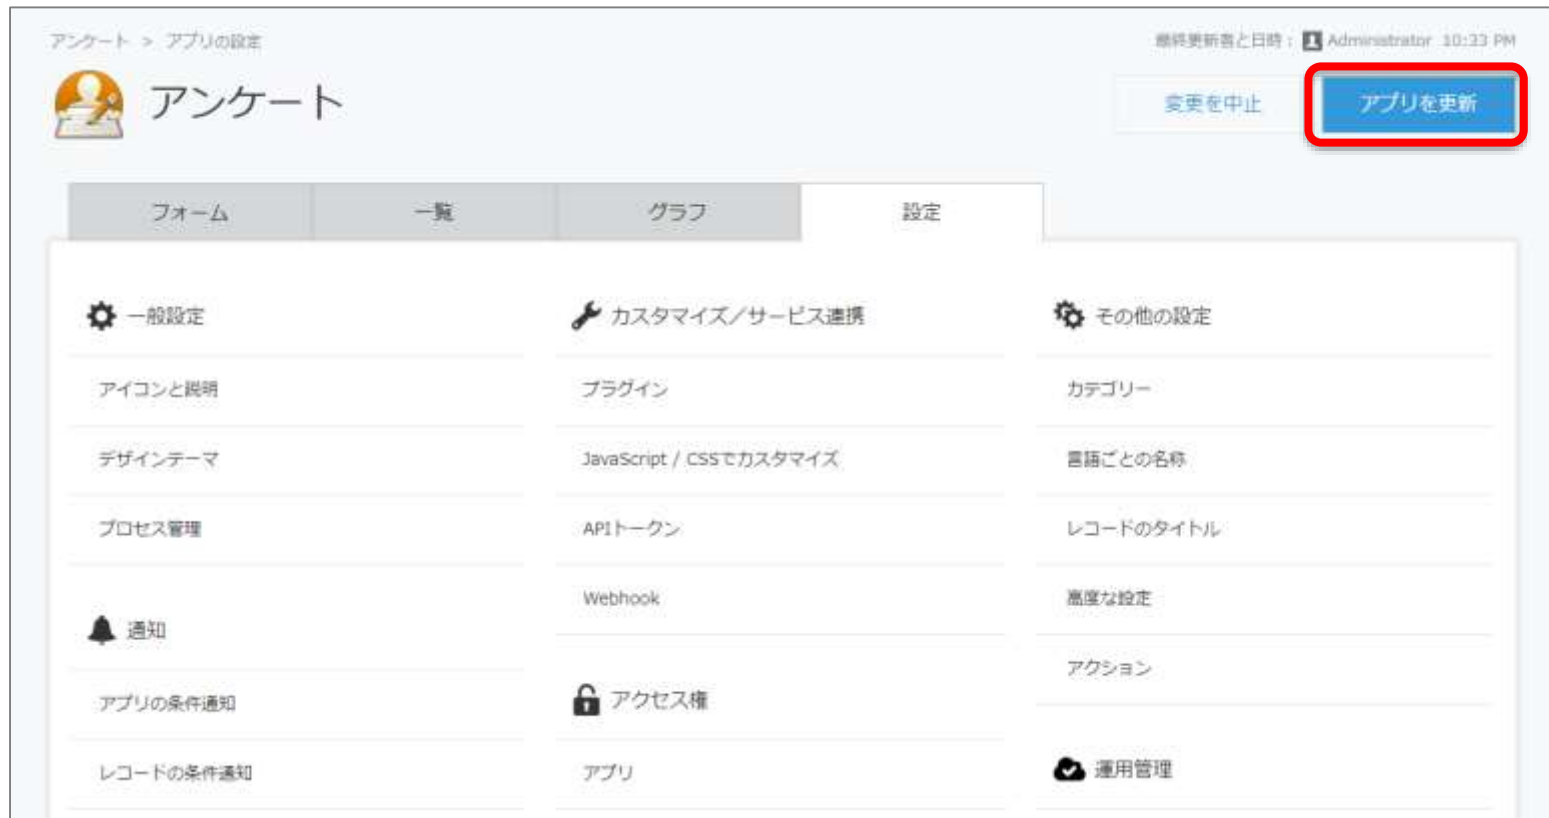 アンケート > アプリの設定
最終更新者と日時： Administrator 10:33 PM
アンケート
変更を中止
アプリを更新
フォーム
一覧
グラフ
設定
一般設定
アイコンと説明
デザインテーマ
プロセス管理
通知
アプリの条件通知
レコードの条件通知
カスタマイズ／サービス連携
プラグイン
JavaScript / CSSでカスタマイズ
APIトークン
Webhook
アクセス権
アプリ
その他の設定
カテゴリー
言語ごとの名称
レコードのタイトル
高度な設定
アクション
運用管理